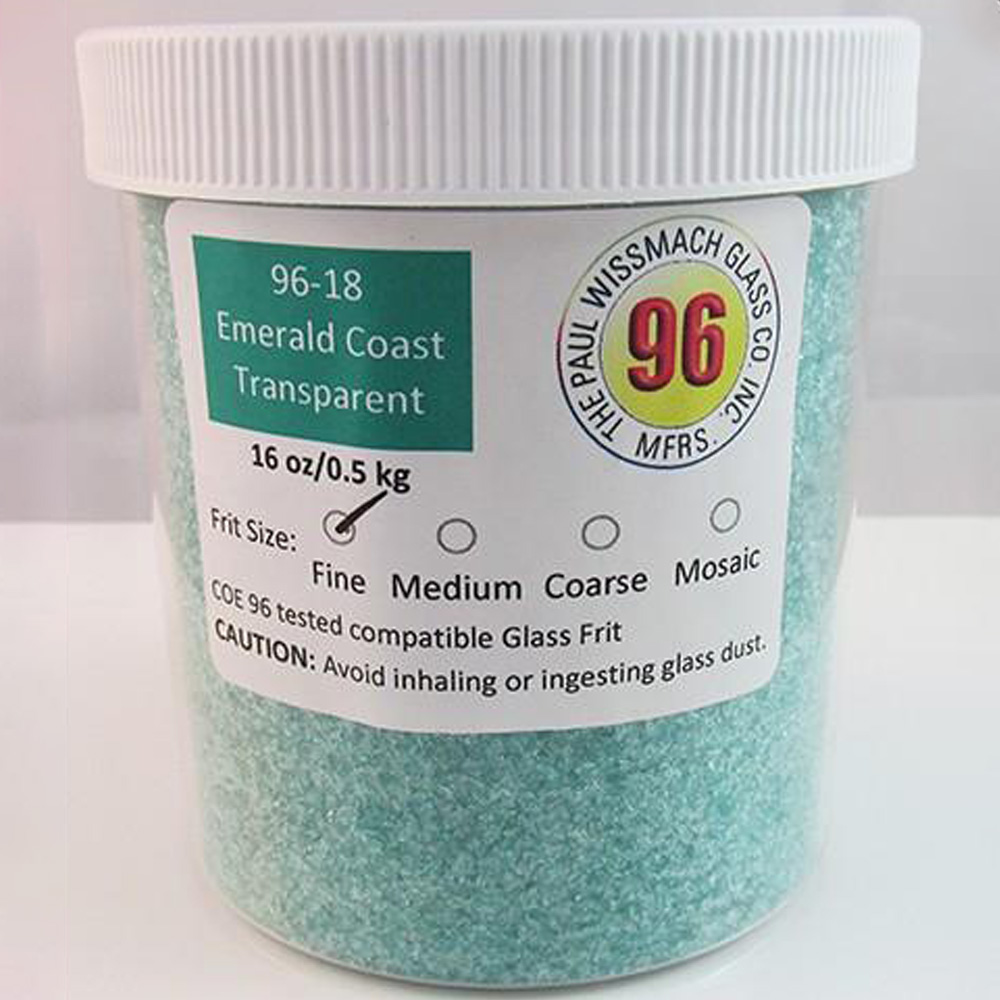 96-18
Emerald Coast
Transparent
THE PAUL WISSMACH GLASS CO. INC.
MFRS.
96
16 oz/0.5 kg
Frit Size:
Fine Medium Coarse Mosaic
COE 96 tested compatible Glass Frit
CAUTION: Avoid inhaling or ingesting glass dust.